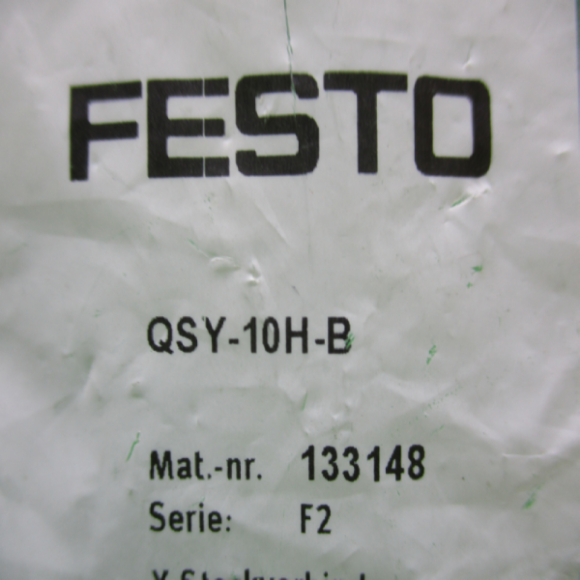 FESTO
QSY-10H-B
Mat.-nr. 133148
Serie: F2